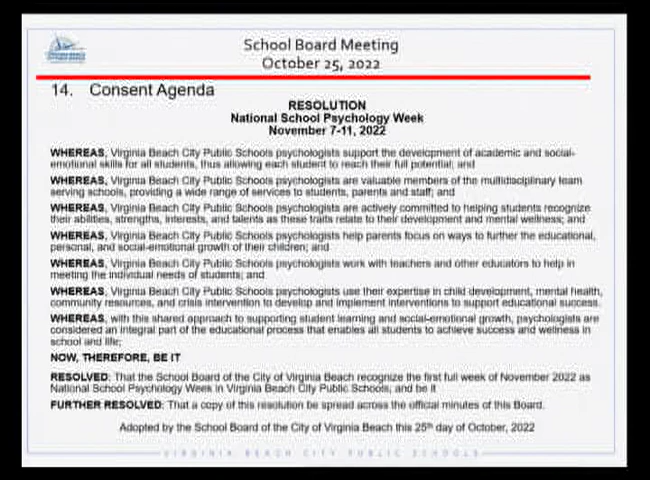 School Board Meeting
October 25, 2022
14. Consent Agenda
RESOLUTION
National School Psychology Week
November 7-11, 2022
WHEREAS, Virginia Beach City Public Schools psychologists support the development of academic and social-
emotional skills for all students, thus allowing each student to reach their full potential; and
WHEREAS, Virginia Beach City Public Schools psychologists are valuable members of the multidisciplinary team
serving schools, providing a wide range of services to students, parents and staff; and
WHEREAS, Virginia Beach City Public Schools psychologists are actively committed to helping students recognize
their abilities, strengths, interests, and talents as these traits relate to their development and mental wellness; and
WHEREAS, Virginia Beach City Public Schools psychologists help parents focus on ways to further the educational,
personal, and social-emotional growth of their children; and
WHEREAS, Virginia Beach City Public Schools psychologists work with teachers and other educators to help in
meeting the individual needs of students; and
WHEREAS, Virginia Beach City Public Schools psychologists use their expertise in child development, mental health,
community resources, and crisis intervention to develop and implement interventions to support educational success.
WHEREAS, with this shared approach to supporting student learning and social-emotional growth, psychologists are
considered an integral part of the educational process that enables all students to achieve success and wellness in
school and life;
NOW, THEREFORE, BE IT
RESOLVED: That the School Board of the City of Virginia Beach recognize the first full week of November 2022 as
National School Psychology Week in Virginia Beach City Public Schools; and be it
FURTHER RESOLVED: That a copy of this resolution be spread across the official minutes of this Board.
Adopted by the School Board of the City of Virginia Beach this 25th day of October, 2022
VIRGINIA BEACH CITY PUBLIC SCHOOLS